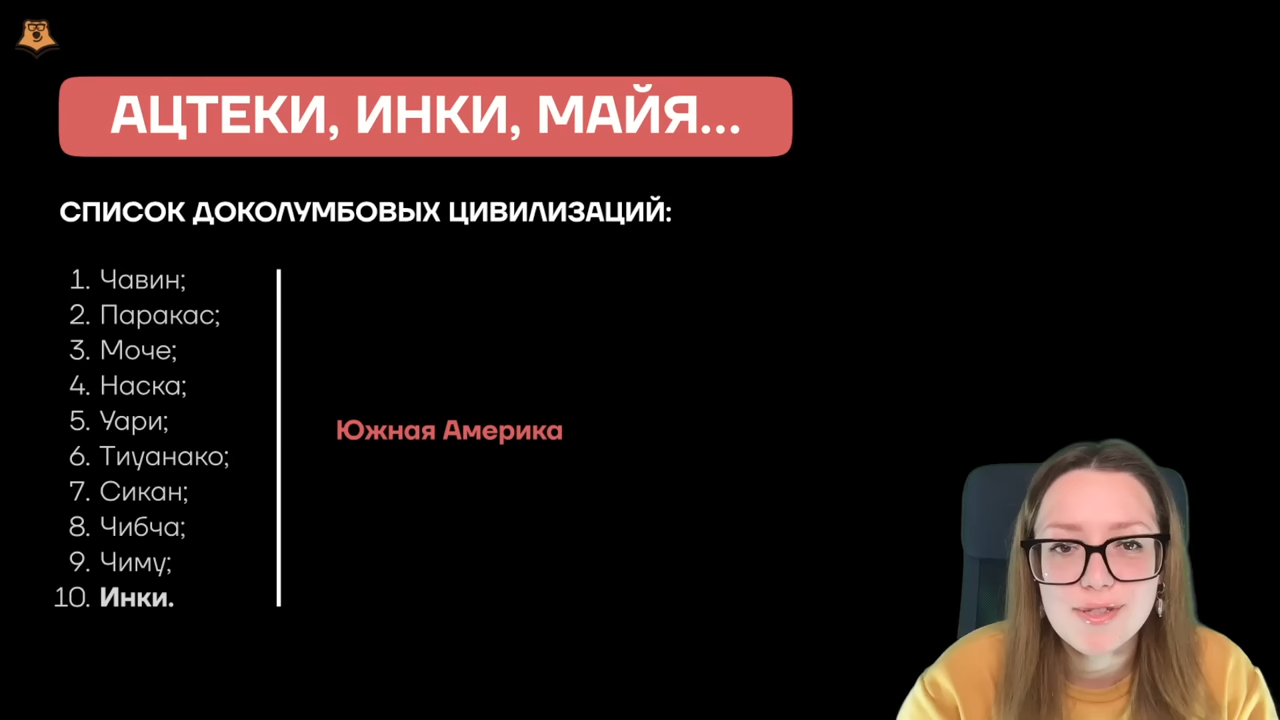 АЦТЕКИ, ИНКИ, МАЙЯ...
СПИСОК ДОКОЛУМБОВЫХ ЦИВИЛИЗАЦИЙ:
1. Чавин;
2. Паракас;
3. Моче;
4. Наска;
5. Уари;
6. Тиуанако;
7. Сикан;
8. Чибча;
9. Чиму;
10. Инки.
Южная Америка